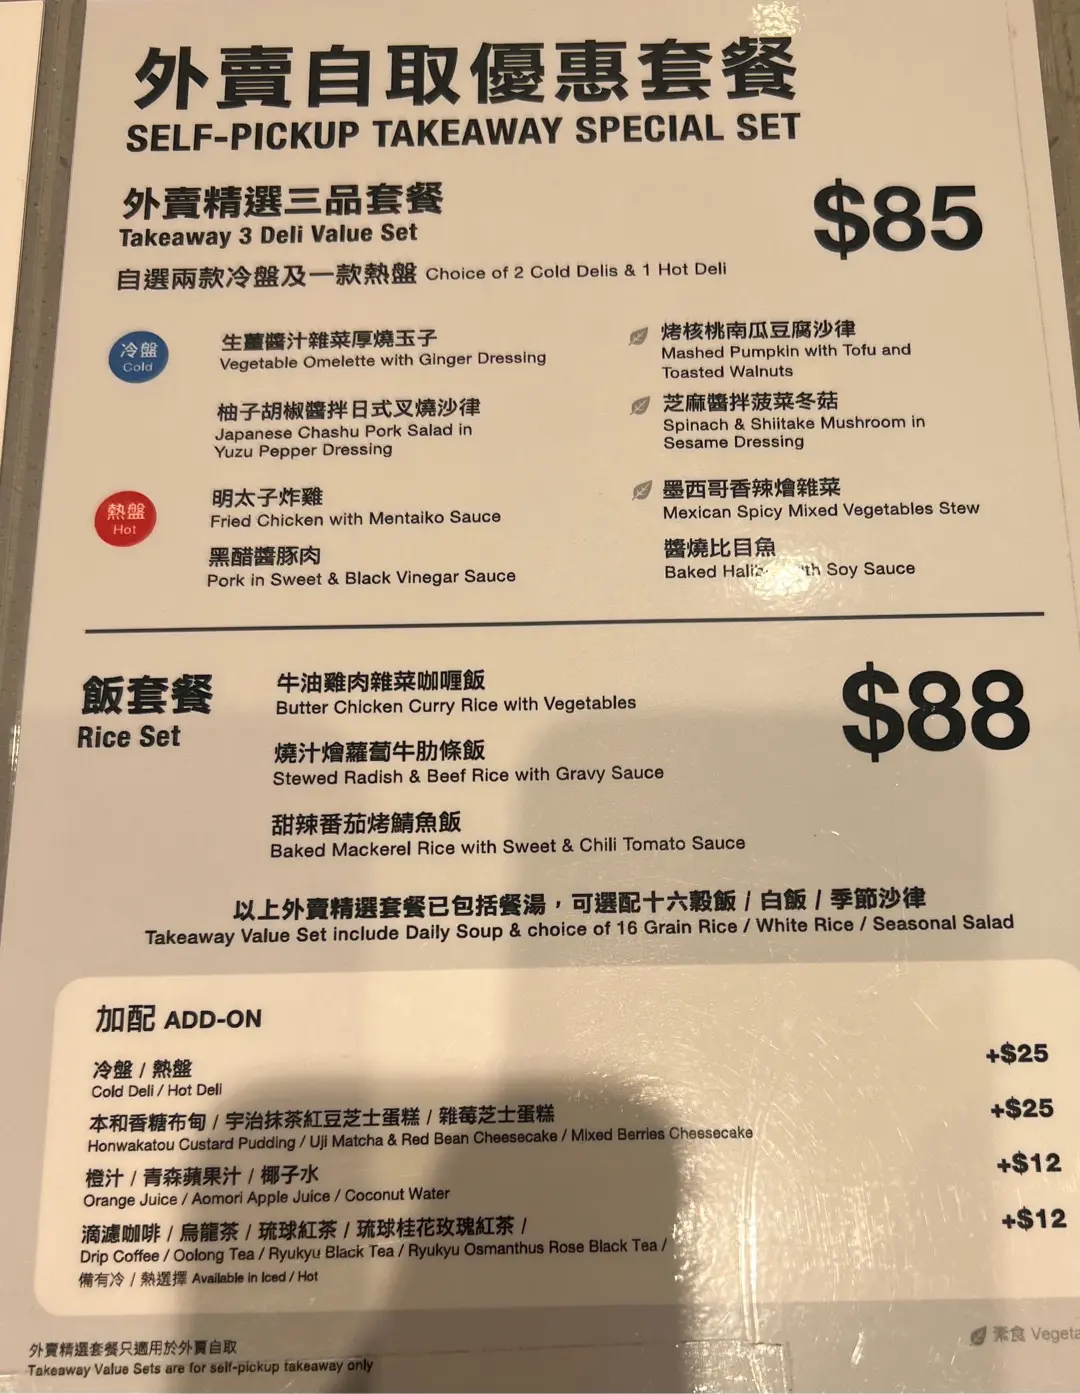 外賣自取優惠套餐
SELF-PICKUP TAKEAWAY SPECIAL SET
外賣精選三品套餐
Takeaway 3 Deli Value Set
$85
自選兩款冷盤及一款熱盤 Choice of 2 Cold Delis & 1 Hot Deli
冷盤
Cold
生薑醬汁雜菜厚燒玉子
Vegetable Omelette with Ginger Dressing
烤核桃南瓜豆腐沙律
Mashed Pumpkin with Tofu and
Toasted Walnuts
柚子胡椒醬拌日式叉燒沙律
Japanese Chashu Pork Salad in
Yuzu Pepper Dressing
芝麻醬拌菠菜冬菇
Spinach & Shiitake Mushroom in
Sesame Dressing
熱盤
Hot
明太子炸雞
Fried Chicken with Mentaiko Sauce
墨西哥香辣燴雜菜
Mexican Spicy Mixed Vegetables Stew
黑醋醬豚肉
Pork in Sweet & Black Vinegar Sauce
醬燒比目魚
Baked Soy Sauce
飯套餐
Rice Set
$88
牛油雞肉雜菜咖喱飯
Butter Chicken Curry Rice with Vegetables
燒汁燴蘿蔔牛肋條飯
Stewed Radish & Beef Rice with Gravy Sauce
甜辣番茄烤鯖魚飯
Baked Mackerel Rice with Sweet & Chili Tomato Sauce
以上外賣精選套餐已包括餐湯，可選配十六穀飯 / 白飯 / 季節沙律
Takeaway Value Set include Daily Soup & choice of 16 Grain Rice / White Rice / Seasonal Salad
加配 ADD-ON
冷盤 / 熱盤
Cold Deli / Hot Deli
+$25
本和香糖布甸 / 宇治抹茶紅豆芝士蛋糕 / 雜莓芝士蛋糕
Honwakatou Custard Pudding / Uji Matcha & Red Bean Cheesecake / Mixed Berries Cheesecake
+$25
橙汁 / 青森蘋果汁 / 椰子水
Orange Juice / Aomori Apple Juice / Coconut Water
+$12
滴濾咖啡 / 烏龍茶 / 琉球紅茶 / 琉球桂花玫瑰紅茶 /
Drip Coffee / Oolong Tea / Ryukyu Black Tea / Ryukyu Osmanthus Rose Black Tea /
+$12
備有冷 / 熱選擇 Available in Iced / Hot
外賣精選套餐只適用於外賣自取
Takeaway Value Sets are for self-pickup takeaway only
素食